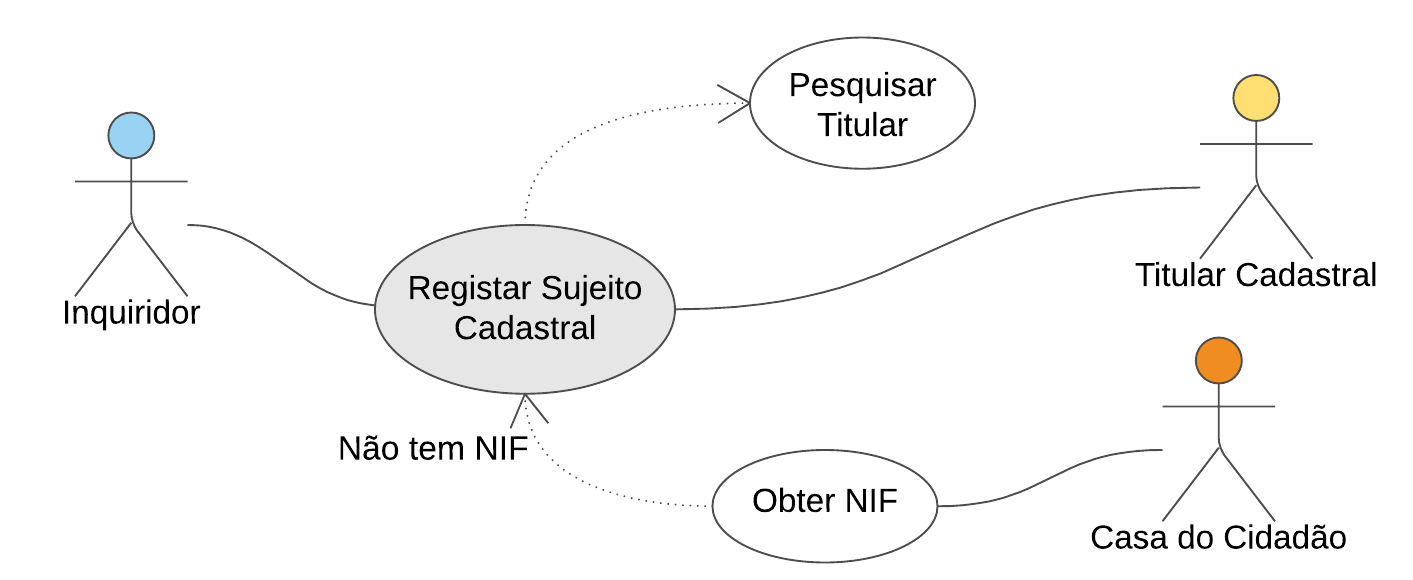 Pesquisar
Titular
Inquiridor
Registar Sujeito
Cadastral
Titular Cadastral
Não tem NIF
Obter NIF
Casa do Cidadão